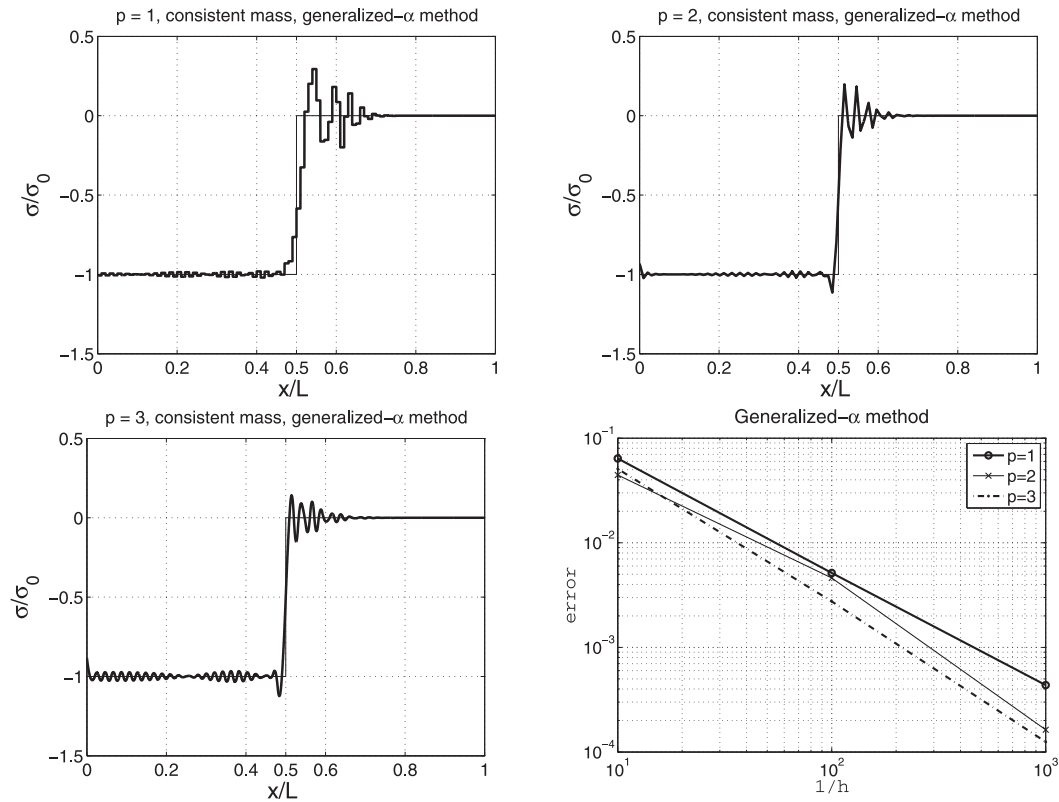 p = 1, consistent mass, generalized−α method
0.5
0
−0.5
−1
−1.5
σ/σ0
0 0.2 0.4 0.5 0.6 0.8 1
x/L
p = 2, consistent mass, generalized−α method
0.5
0
−0.5
−1
−1.5
σ/σ0
0 0.2 0.4 0.5 0.6 0.8 1
x/L
p = 3, consistent mass, generalized−α method
0.5
0
−0.5
−1
−1.5
σ/σ0
0 0.2 0.4 0.5 0.6 0.8 1
x/L
Generalized−α method
10−1
10−2
10−3
10−4
error
p=1
p=2
p=3
101 102 103
1/h